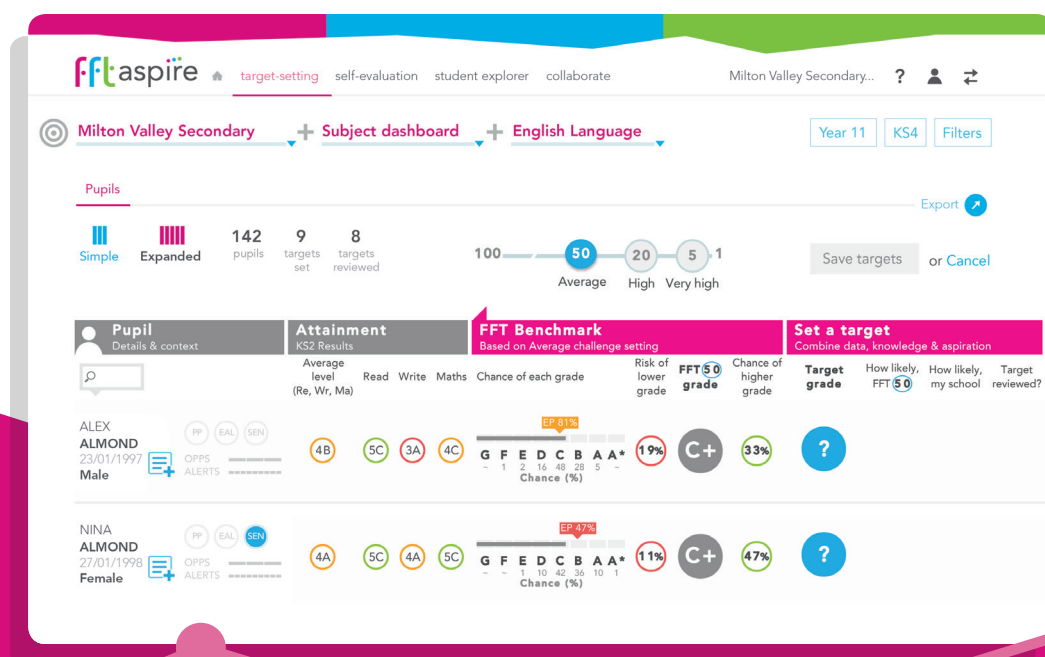 fft aspire target-setting self-evaluation student explorer collaborate Milton Valley Secondary... ?
Milton Valley Secondary + Subject dashboard + English Language Year 11 KS4 Filters
Pupils
Export
Simple Expanded
142 pupils
9 targets set
8 targets reviewed
100 50 20 5 1
Average High Very high
Save targets or Cancel
Pupil
Details & context
Attainment
KS2 Results
FFT Benchmark
Based on Average challenge setting
Set a target
Combine data, knowledge & aspiration
Average level (Re, Wr, Ma)
Read Write Maths Chance of each grade
Risk of lower grade
FFT 50 grade
Chance of higher grade
Target grade
How likely, FFT 50
How likely, my school
Target reviewed?
ALEX
ALMOND
23/01/1997
Male
PP EAL SEN
OPPS
ALERTS
4B 5C 3A 4C
EP 81%
G F E D C B A A*
– 1 2 16 48 28 5 –
Chance (%)
19% C+ 33% ?
NINA
ALMOND
27/01/1998
Female
PP EAL SEN
OPPS
ALERTS
4A 5C 4A 5C
EP 47%
G F E D C B A A*
– – 1 10 42 36 10 1
Chance (%)
11% C+ 47% ?